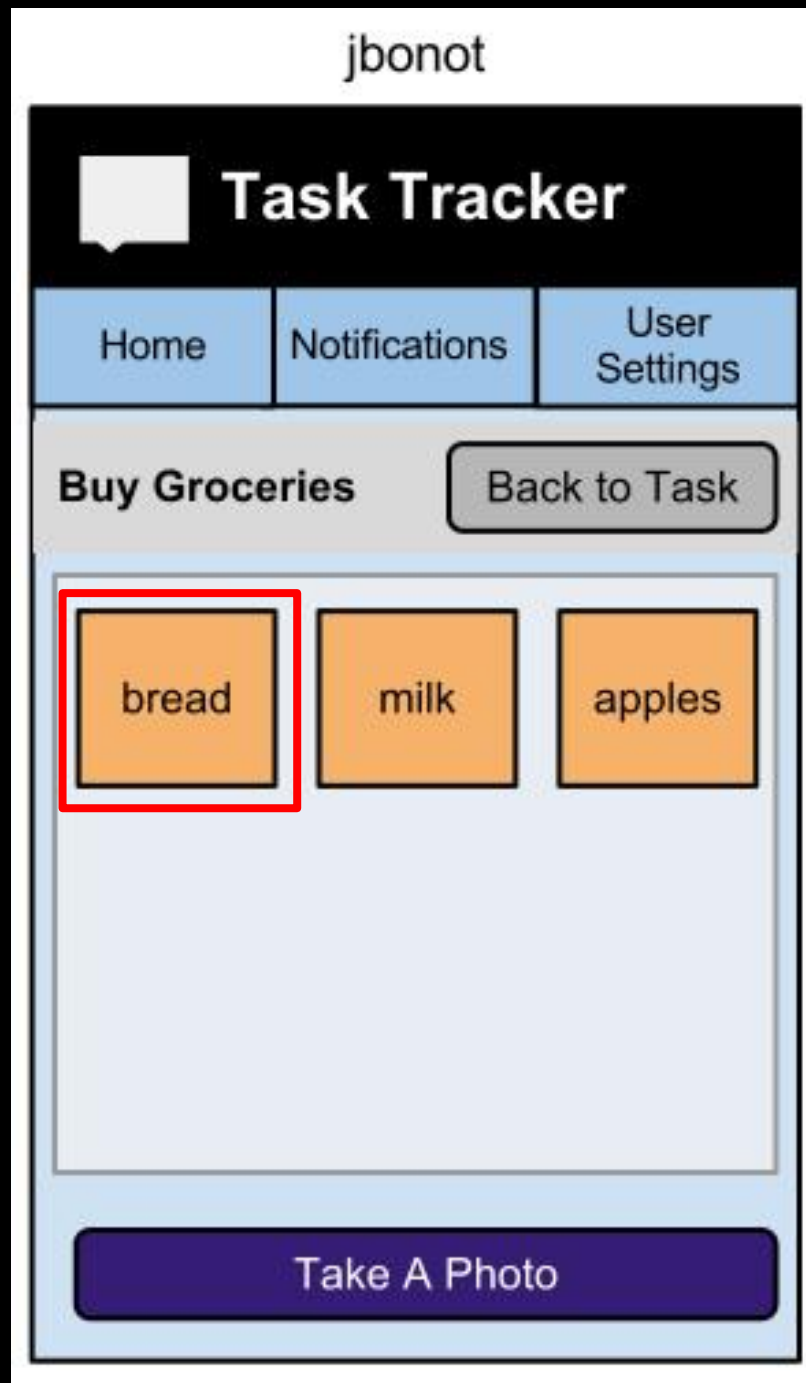 jbonot
Task Tracker
Home
Notifications
User
Settings
Buy Groceries
Back to Task
bread
milk
apples
Take A Photo